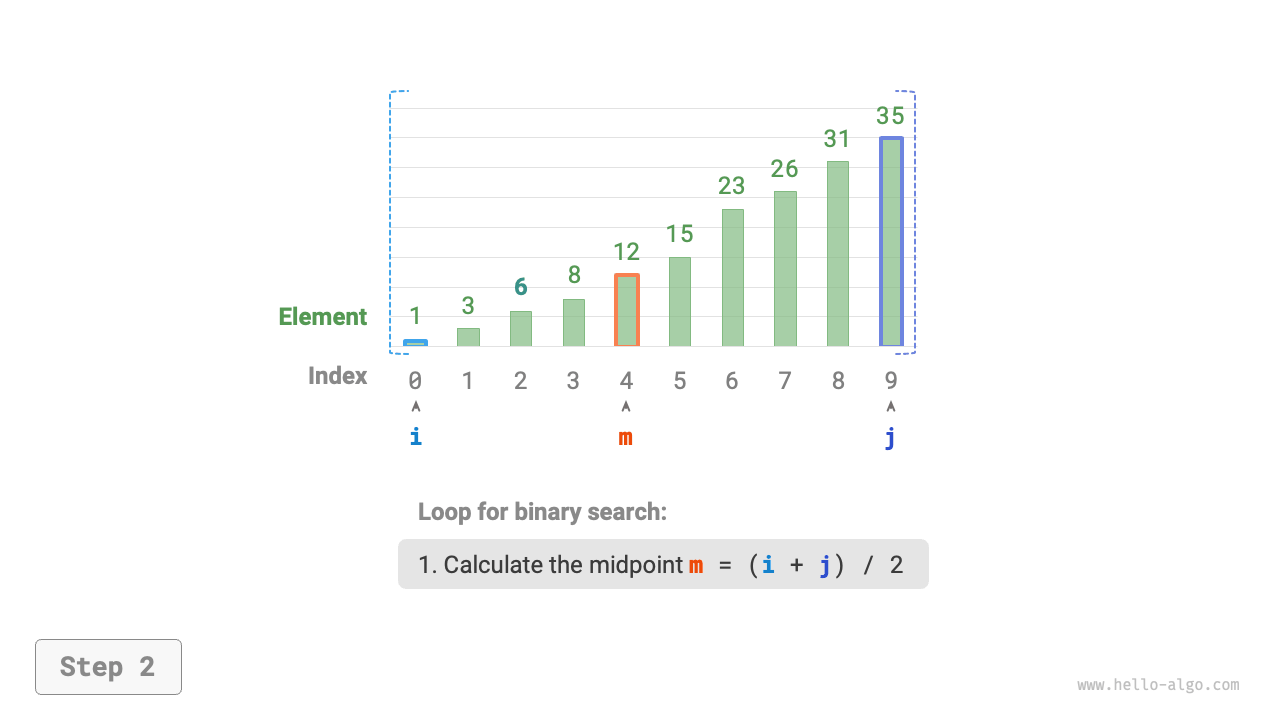 35
31
26
23
15
12
8
6
3
Element 1
Index 0 1 2 3 4 5 6 7 8 9
i m j
Loop for binary search:
1. Calculate the midpoint m = (i + j) / 2
Step 2
www.hello-algo.com